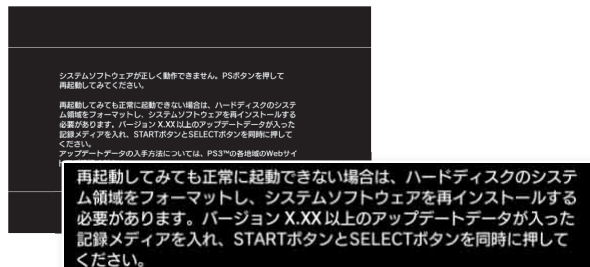 システムソフトウェアが正しく動作できません。PSボタンを押して
再起動してみてください。
再起動してみても正常に起動できない場合は、ハードディスクのシステ
ム領域をフォーマットし、システムソフトウェアを再インストールする
必要があります。バージョン X.XX以上のアップデートデータが入った
記録メディアを入れ、STARTボタンとSELECTボタンを同時に押して
ください。
アップデートデータの入手方法については、PS3™の各地域のWebサイ
再起動してみても正常に起動できない場合は、ハードディスクのシステ
ム領域をフォーマットし、システムソフトウェアを再インストールする
必要があります。バージョン X.XX 以上のアップデートデータが入った
記録メディアを入れ、STARTボタンとSELECTボタンを同時に押して
ください。